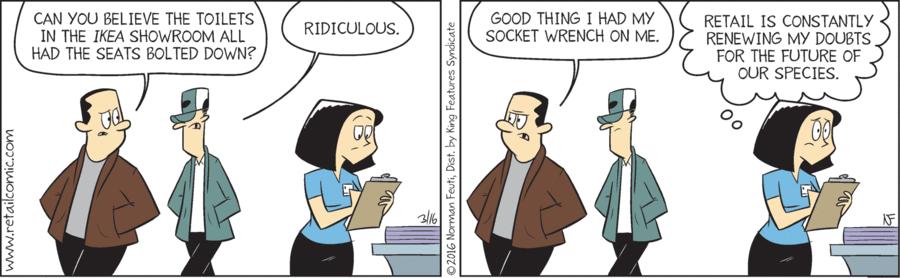 CAN YOU BELIEVE THE TOILETS
IN THE IKEA SHOWROOM ALL
HAD THE SEATS BOLTED DOWN?
RIDICULOUS.
GOOD THING I HAD MY
SOCKET WRENCH ON ME.
RETAIL IS CONSTANTLY
RENEWING MY DOUBTS
FOR THE FUTURE OF
OUR SPECIES.
www.retailcomic.com
3/16
©2016 Norman Feuti, Dist. by King Features Syndicate
NF